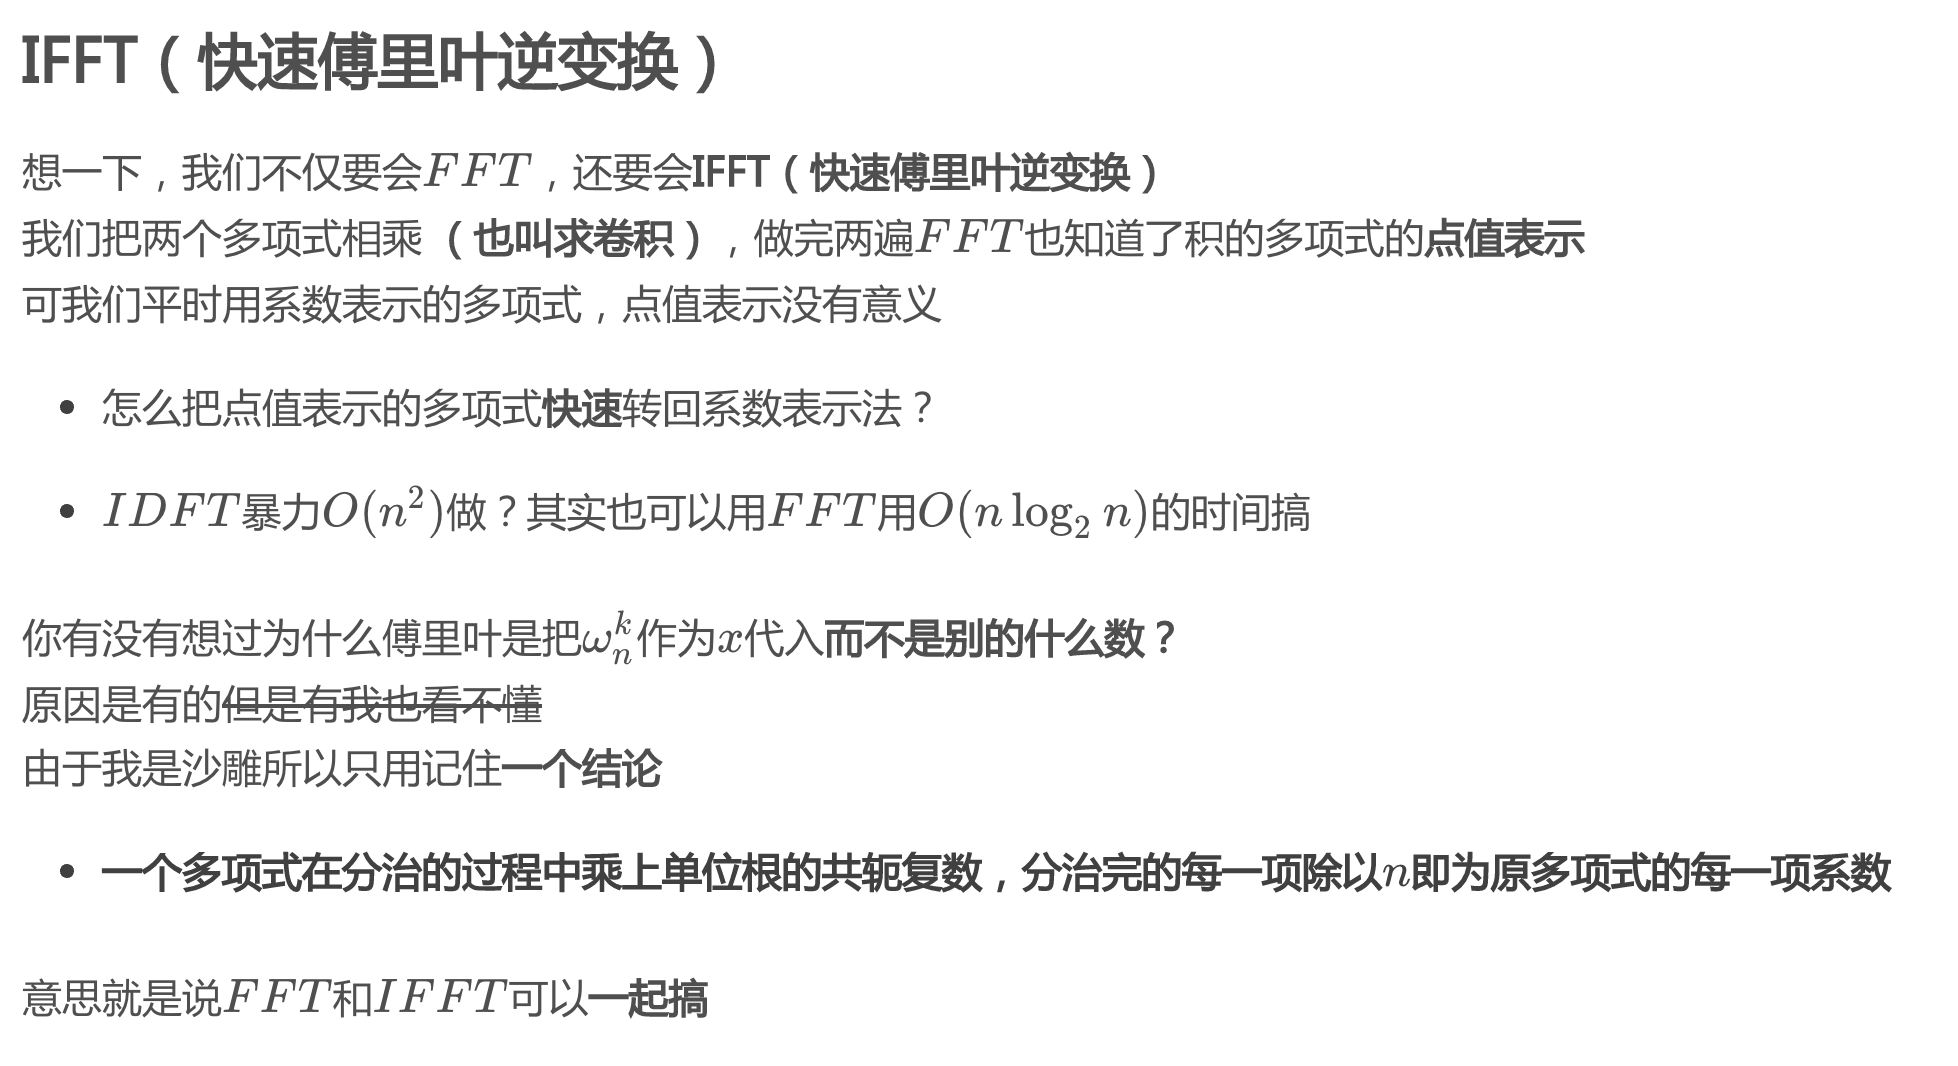 IFFT（快速傅里叶逆变换）
想一下，我们不仅要会FFT，还要会IFFT（快速傅里叶逆变换）
我们把两个多项式相乘（也叫求卷积），做完两遍FFT也知道了积的多项式的点值表示
可我们平时用系数表示的多项式，点值表示没有意义
• 怎么把点值表示的多项式快速转回系数表示法？
• IDFT暴力O(n²)做？其实也可以用FFT用O(n log₂ n)的时间搞
你有没有想过为什么傅里叶是把ωₙᵏ作为x代入而不是别的什么数？
原因是有的但是有我也看不懂
由于我是沙雕所以只用记住一个结论
• 一个多项式在分治的过程中乘上单位根的共轭复数，分治完的每一项除以n即为原多项式的每一项系数
意思就是说FFT和IFFT可以一起搞